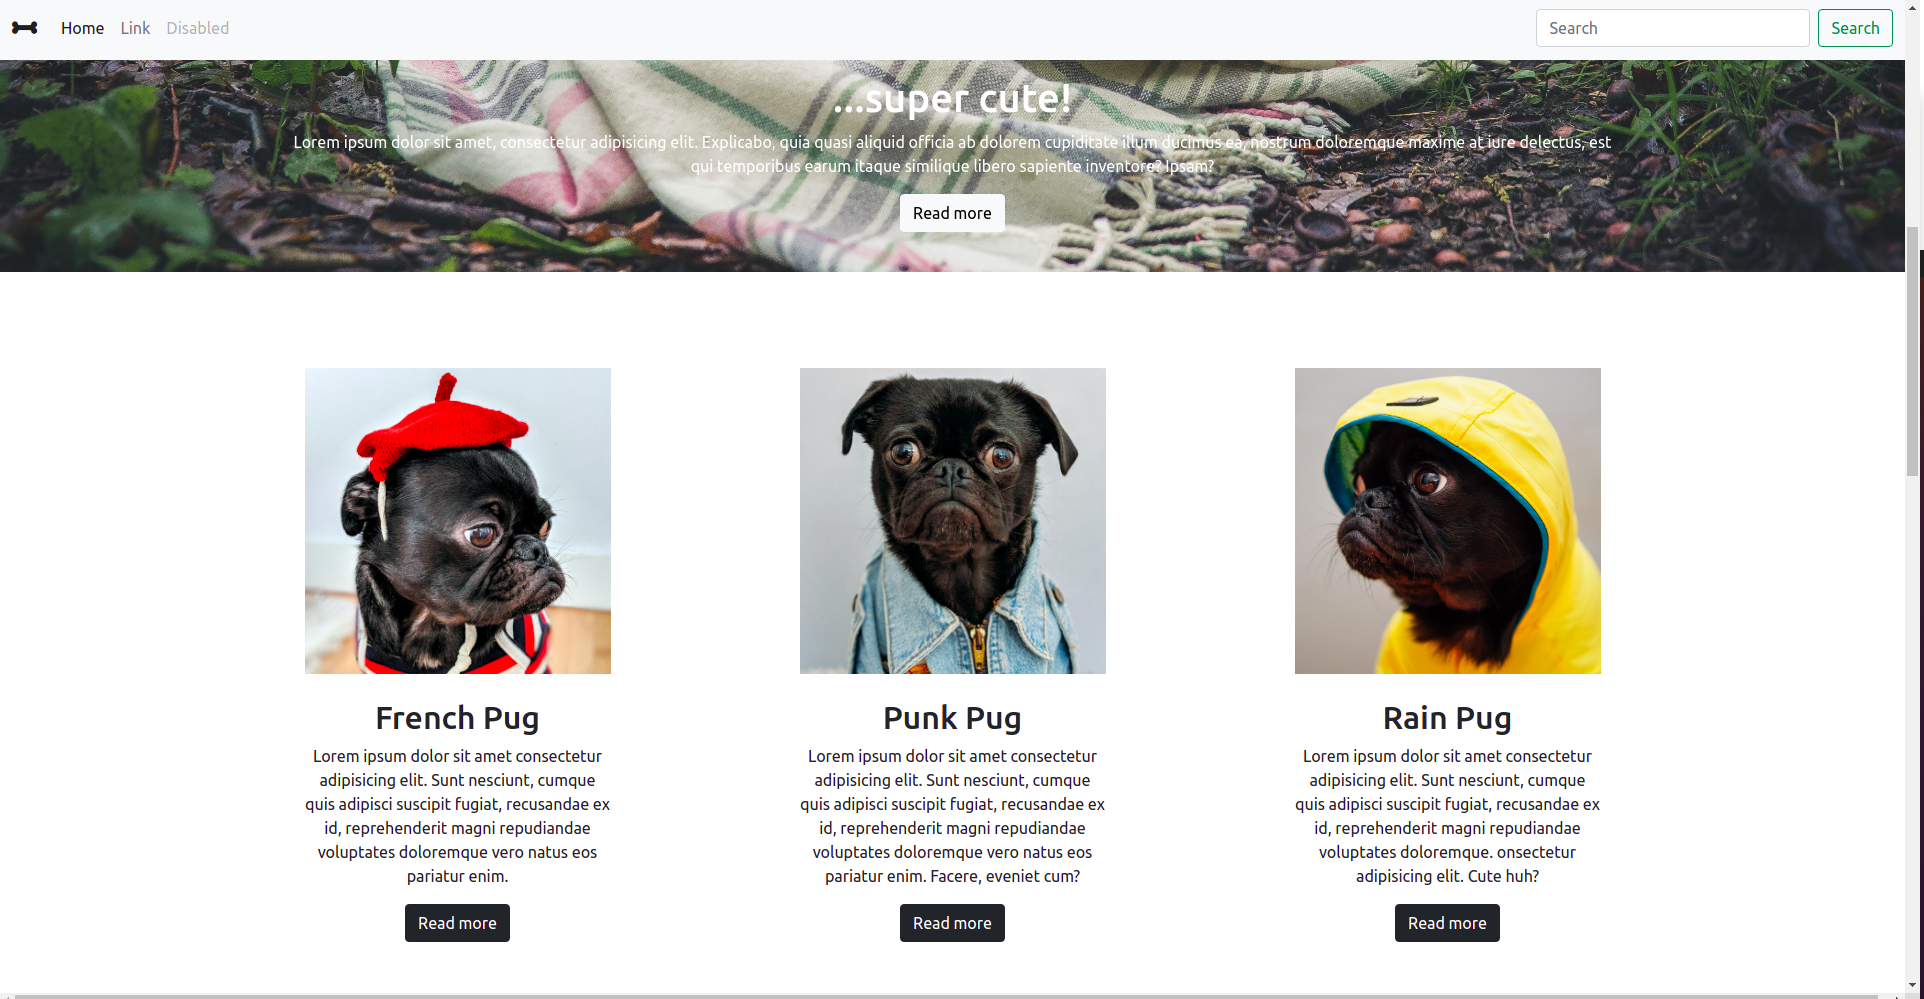 Home Link Disabled Search Search
...super cute!
Lorem ipsum dolor sit amet, consectetur adipisicing elit. Explicabo, quia quasi aliquid officia ab dolorem cupiditate illum ducimus ea, nostrum doloremque maxime at iure delectus, est
qui temporibus earum itaque similique libero sapiente inventore? Ipsam?
Read more
French Pug
Lorem ipsum dolor sit amet consectetur
adipisicing elit. Sunt nesciunt, cumque
quis adipisci suscipit fugiat, recusandae ex
id, reprehenderit magni repudiandae
voluptates doloremque vero natus eos
pariatur enim.
Read more
Punk Pug
Lorem ipsum dolor sit amet consectetur
adipisicing elit. Sunt nesciunt, cumque
quis adipisci suscipit fugiat, recusandae ex
id, reprehenderit magni repudiandae
voluptates doloremque vero natus eos
pariatur enim. Facere, eveniet cum?
Read more
Rain Pug
Lorem ipsum dolor sit amet consectetur
adipisicing elit. Sunt nesciunt, cumque
quis adipisci suscipit fugiat, recusandae ex
id, reprehenderit magni repudiandae
voluptates doloremque. onsectetur
adipisicing elit. Cute huh?
Read more